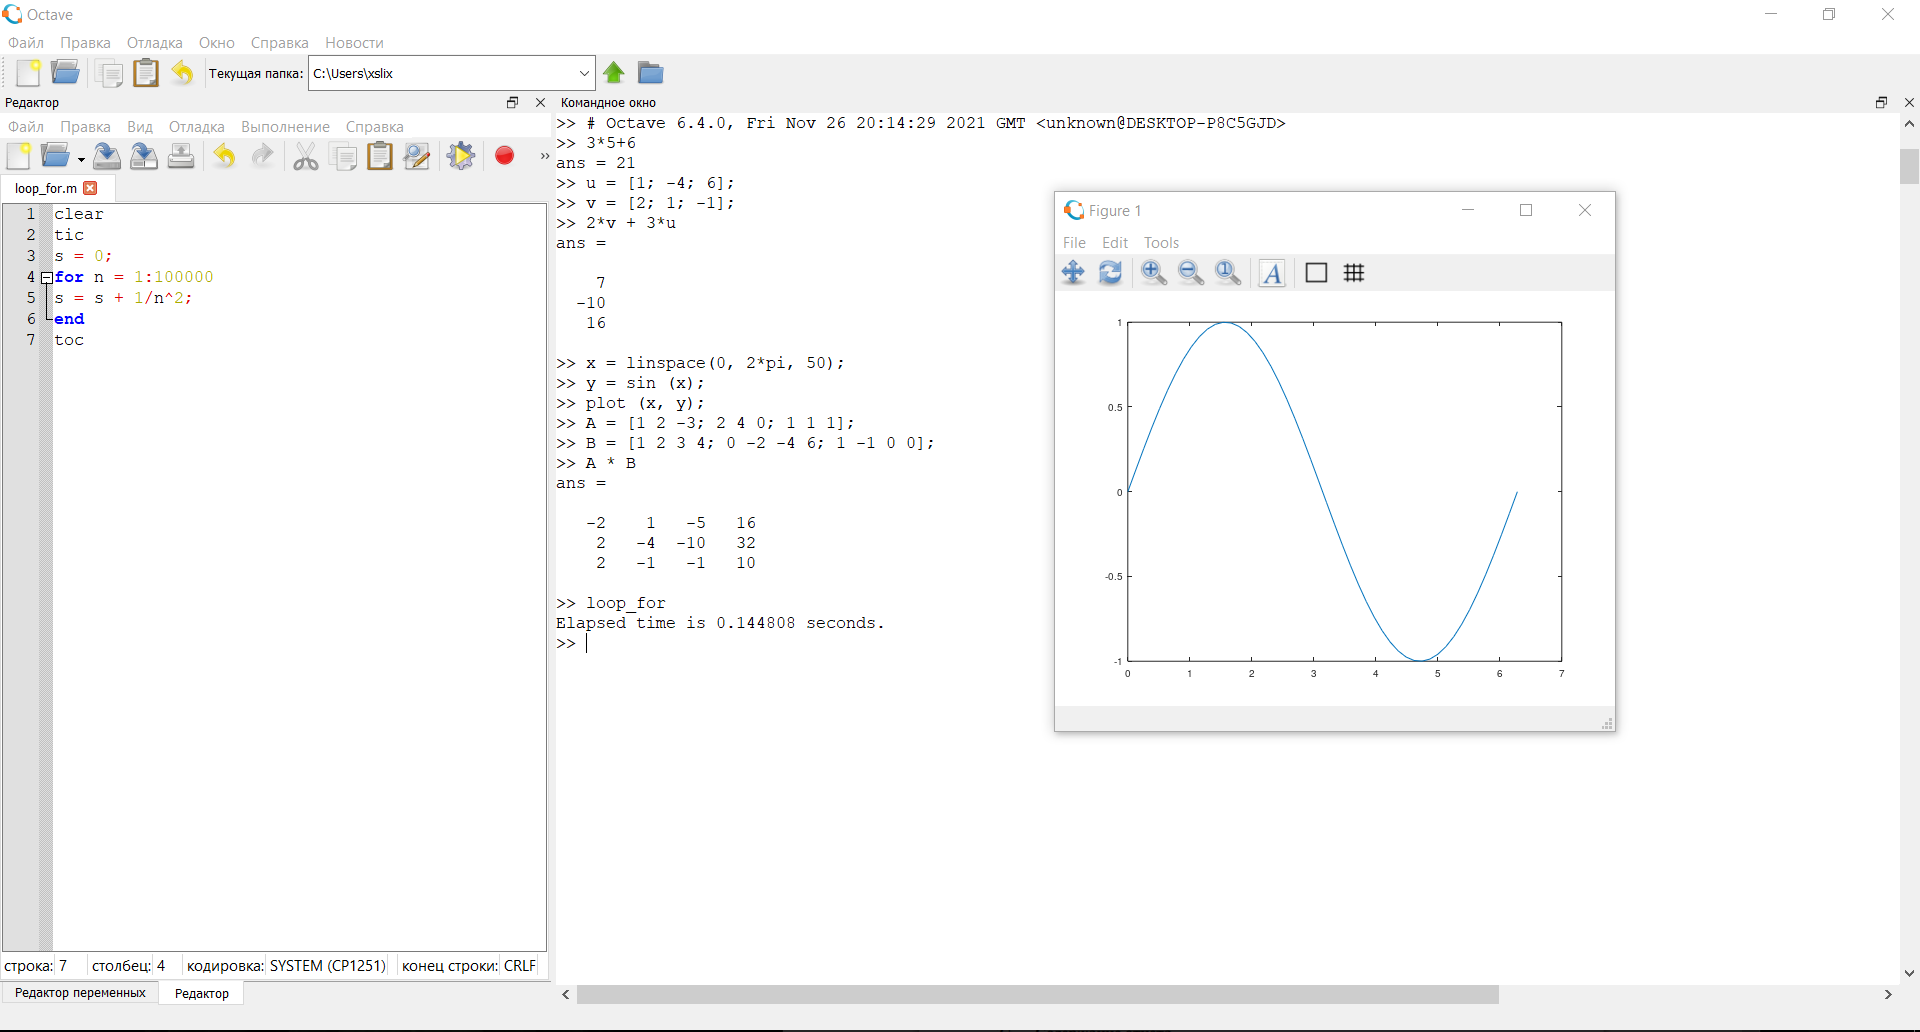 Octave
Файл Правка Отладка Окно Справка Новости
Текущая папка: C:\Users\xslix
Редактор
Файл Правка Вид Отладка Выполнение Справка
»
loop_for.m
1 clear
2 tic
3 s = 0;
4 for n = 1:100000
5 s = s + 1/n^2;
6 end
7 toc
строка: 7 столбец: 4 кодировка: SYSTEM (CP1251) конец строки: CRLF
Редактор переменных Редактор
Командное окно
>> # Octave 6.4.0, Fri Nov 26 20:14:29 2021 GMT <unknown@DESKTOP-P8C5GJD>
>> 3*5+6
ans = 21
>> u = [1; -4; 6];
>> v = [2; 1; -1];
>> 2*v + 3*u
ans =
7
-10
16
>> x = linspace(0, 2*pi, 50);
>> y = sin (x);
>> plot (x, y);
>> A = [1 2 -3; 2 4 0; 1 1 1];
>> B = [1 2 3 4; 0 -2 -4 6; 1 -1 0 0];
>> A * B
ans =
-2 1 -5 16
2 -4 -10 32
2 -1 -1 10
>> loop_for
Elapsed time is 0.144808 seconds.
>>
Figure 1
File Edit Tools
1 A
1
0.5
0
-0.5
-1
0 1 2 3 4 5 6 7